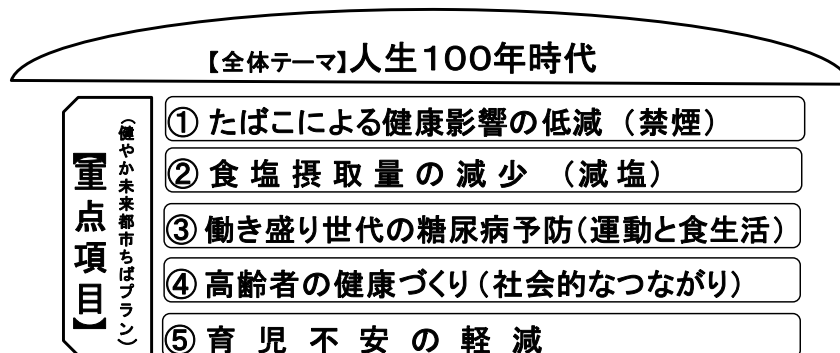 【全体テーマ】人生100年時代
【重点項目】
(健やか未来都市ちばプラン)
① たばこによる健康影響の低減 (禁煙)
② 食塩摂取量の減少 (減塩)
③ 働き盛り世代の糖尿病予防(運動と食生活)
④ 高齢者の健康づくり(社会的なつながり)
⑤ 育児不安の軽減